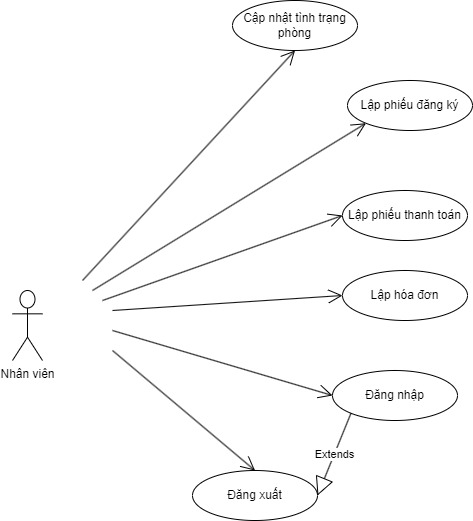 Cập nhật tình trạng
phòng
Lập phiếu đăng ký
Lập phiếu thanh toán
Lập hóa đơn
Nhân viên
Đăng nhập
Extends
Đăng xuất